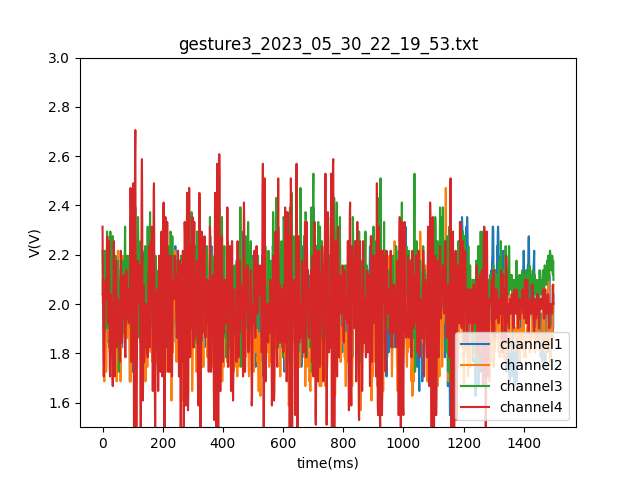 gesture3_2023_05_30_22_19_53.txt
3.0
2.8
2.6
2.4
2.2
2.0
1.8
1.6
V(V)
0 200 400 600 800 1000 1200 1400
time(ms)
channel1
channel2
channel3
channel4